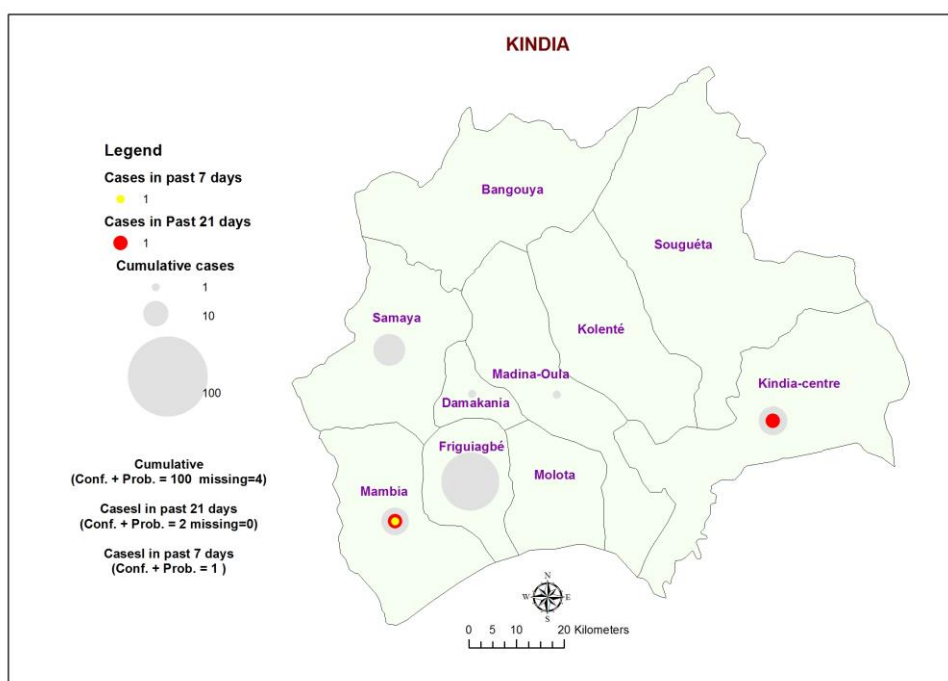 KINDIA
Legend
Cases in past 7 days
1
Cases in Past 21 days
1
Cumulative cases
1
10
100
Cumulative
(Conf. + Prob. = 100 missing=4)
Casesl in past 21 days
(Conf. + Prob. = 2 missing=0)
Casesl in past 7 days
(Conf. + Prob. = 1 )
Bangouya
Souguéta
Samaya
Kolenté
Madina-Oula
Kindia-centre
Damakania
Friguiagbé
Mambia
Molota
N
W E
S
0 5 10 20 Kilometers